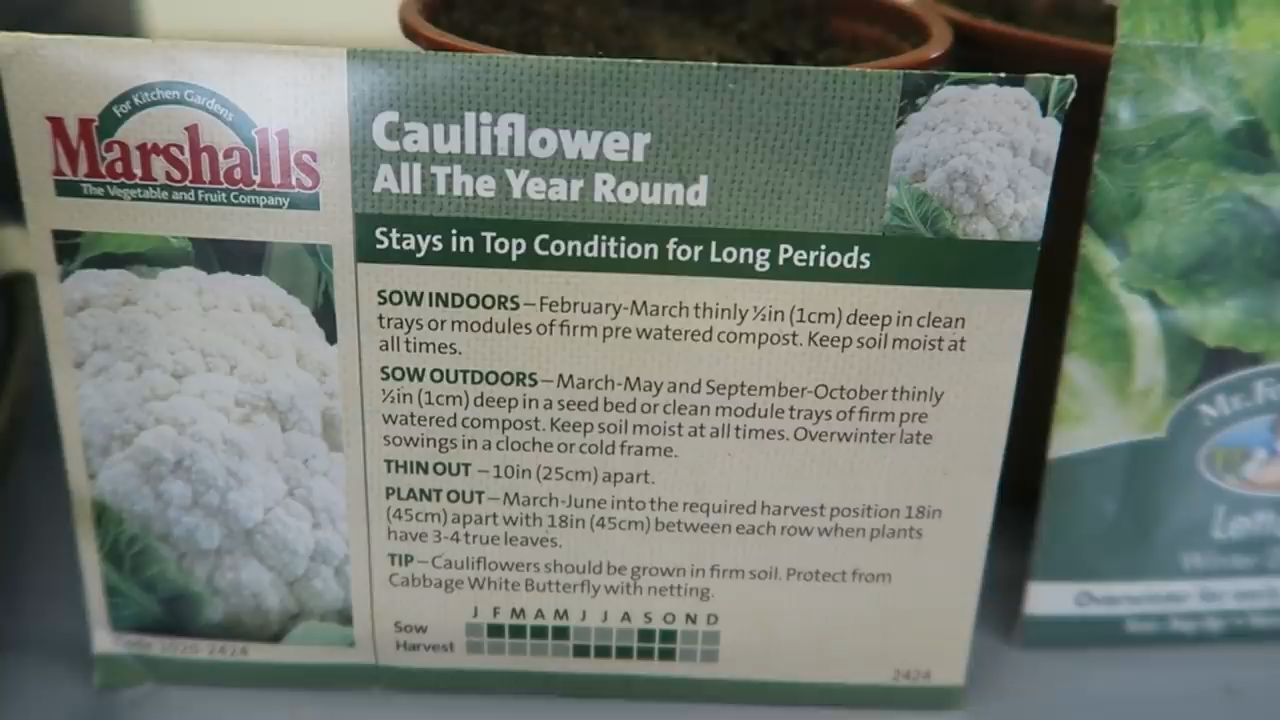 For Kitchen Gardens
Marshalls
The Vegetable and Fruit Company
Cauliflower
All The Year Round
Stays in Top Condition for Long Periods
SOW INDOORS – February-March thinly ½in (1cm) deep in clean
trays or modules of firm pre watered compost. Keep soil moist at
all times.
SOW OUTDOORS – March-May and September-October thinly
½in (1cm) deep in a seed bed or clean module trays of firm pre
watered compost. Keep soil moist at all times. Overwinter late
sowings in a cloche or cold frame.
THIN OUT – 10in (25cm) apart.
PLANT OUT – March-June into the required harvest position 18in
(45cm) apart with 18in (45cm) between each row when plants
have 3-4 true leaves.
TIP – Cauliflowers should be grown in firm soil. Protect from
Cabbage White Butterfly with netting.
J F M A M J J A S O N D
Sow
Harvest
2424
Mr.